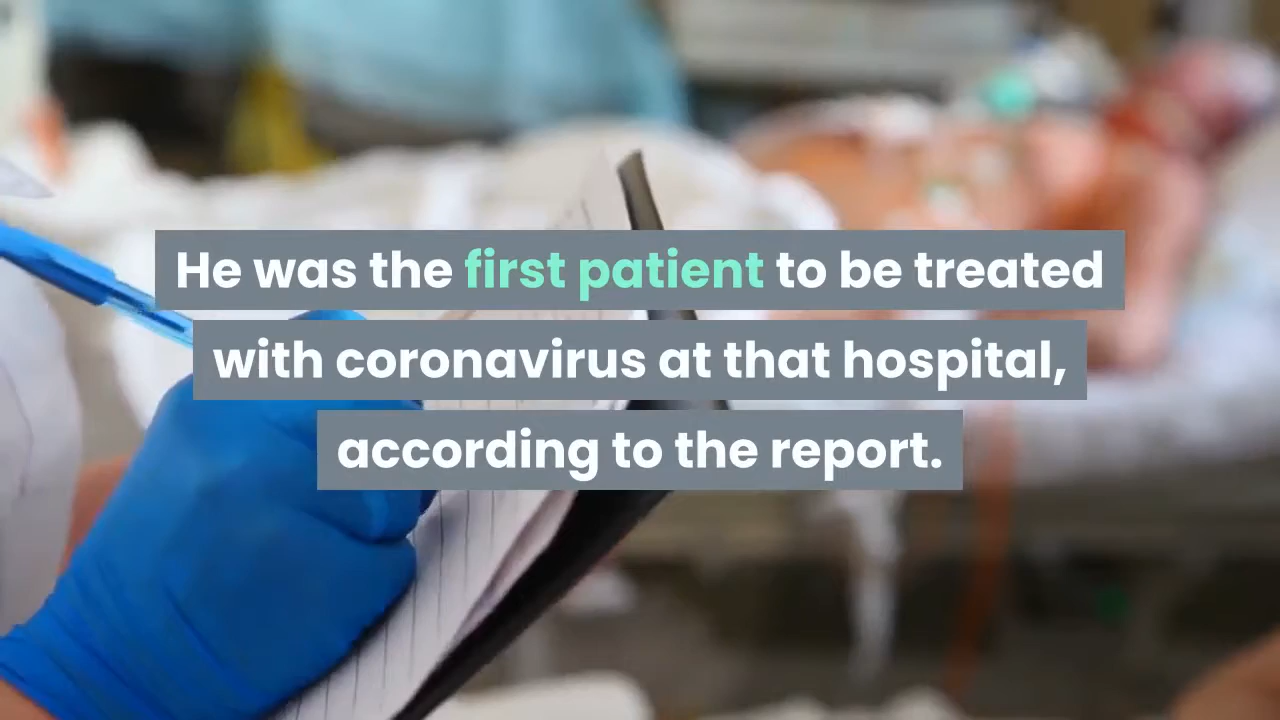 He was the first patient to be treated
with coronavirus at that hospital,
according to the report.